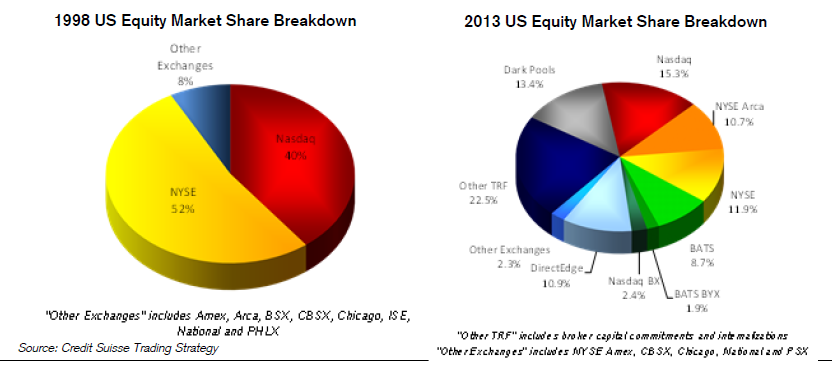 1998 US Equity Market Share Breakdown
Other
Exchanges
8%
Nasdaq
40%
NYSE
52%
"Other Exchanges" includes Amex, Arca, BSX, CBSX, Chicago, ISE,
National and PHLX
Source: Credit Suisse Trading Strategy
2013 US Equity Market Share Breakdown
Nasdaq
15.3%
Dark Pools
13.4%
NYSE Arca
10.7%
Other TRF
22.5%
NYSE
11.9%
Other Exchanges
2.3%
DirectEdge
10.9%
Nasdaq BX
2.4%
BATS
8.7%
BATS BYX
1.9%
"Other TRF" includes broker capital commitments and internalizations
"Other Exchanges" includes NYSE Amex, CBSX, Chicago, National and PSX